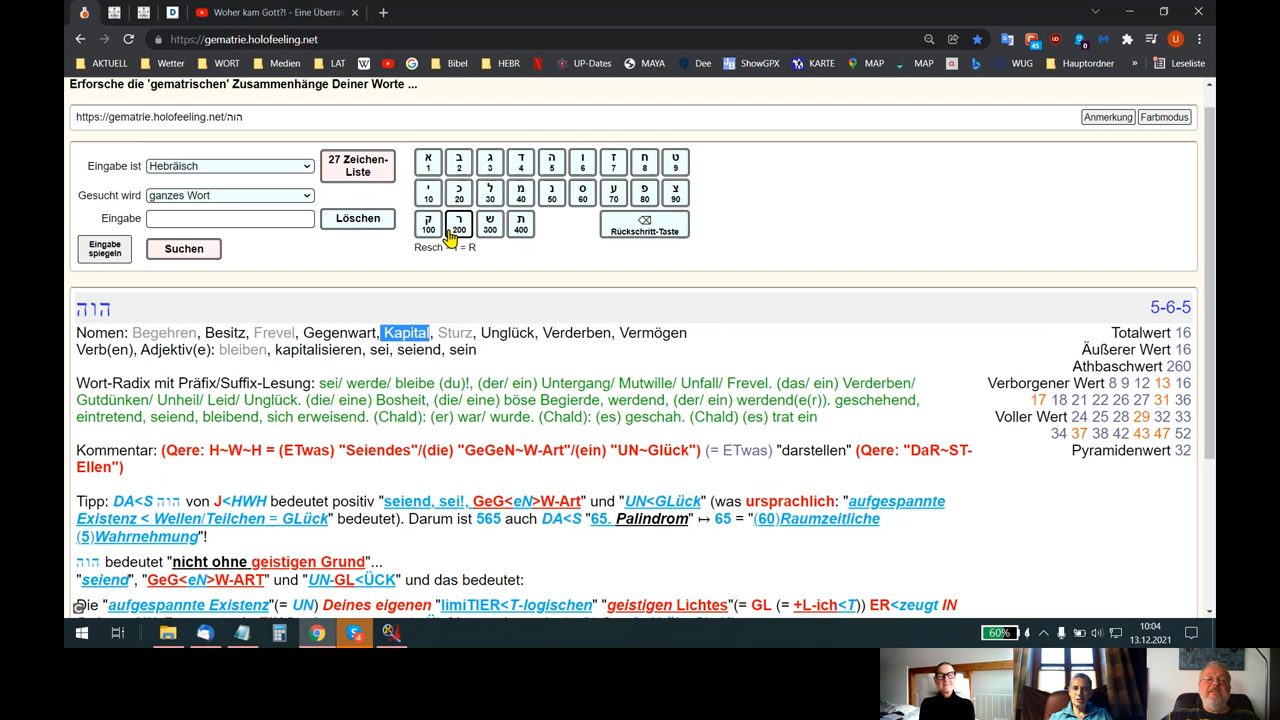 Woher kam Gott?! - Eine Überras
https://gematrie.holofeeling.net
AKTUELL Wetter WORT Medien LAT Bibel HEBR UP-Dates MAYA Dee ShowGPX KARTE MAP MAP WUG Hauptordner » Leseliste
Erforsche die 'gematrischen' Zusammenhänge Deiner Worte ...
https://gematrie.holofeeling.net/הוה Anmerkung Farbmodus
Eingabe ist Hebräisch 27 Zeichen-Liste
Gesucht wird ganzes Wort
Eingabe Löschen
Eingabe spiegeln Suchen
א ב ג ד ה ו ז ח ט
1 2 3 4 5 6 7 8 9
י כ ל מ נ ס ע פ צ
10 20 30 40 50 60 70 80 90
ק ר ש ת
100 200 300 400 Rückschritt-Taste
Resch = R
הוה 5-6-5
Nomen: Begehren, Besitz, Frevel, Gegenwart, Kapital, Sturz, Unglück, Verderben, Vermögen
Verb(en), Adjektiv(e): bleiben, kapitalisieren, sei, seiend, sein
Totalwert 16
Äußerer Wert 16
Athbaschwert 260
Verborgener Wert 8 9 12 13 16
17 18 21 22 26 27 31 36
Voller Wert 24 25 28 29 32 33
34 37 38 42 43 47 52
Pyramidenwert 32
Wort-Radix mit Präfix/Suffix-Lesung: sei/ werde/ bleibe (du)!, (der/ ein) Untergang/ Mutwille/ Unfall/ Frevel. (das/ ein) Verderben/
Gutdünken/ Unheil/ Leid/ Unglück. (die/ eine) Bosheit, (die/ eine) böse Begierde, werdend, (der/ ein) werdend(e(r)). geschehend,
eintretend, seiend, bleibend, sich erweisend. (Chald): (er) war/ wurde. (Chald): (es) geschah. (Chald) (es) trat ein
Kommentar: (Qere: H~W~H = (ETwas) "Seiendes"/(die) "GeGeN~W-Art"/(ein) "UN~Glück") (= ETwas) "darstellen" (Qere: "DaR~ST-
Ellen")
Tipp: DA<S הוה von J<HWH bedeutet positiv "seiend, sei!, GeG<eN>W-Art" und "UN<GLück" (was ursprachlich: "aufgespannte
Existenz < Wellen/Teilchen = GLück" bedeutet). Darum ist 565 auch DA<S "65. Palindrom" ↦ 65 = "(60)Raumzeitliche
(5)Wahrnehmung"!
הוה bedeutet "nicht ohne geistigen Grund"...
"seiend", "GeG<eN>W-ART" und "UN-GL<ÜCK" und das bedeutet:
Die "aufgespannte Existenz"(= UN) Deines eigenen "limiTIER<T-logischen" "geistigen Lichtes"(= GL (= +L-ich<T)) ER<zeugt IN
60% 10:04
13.12.2021